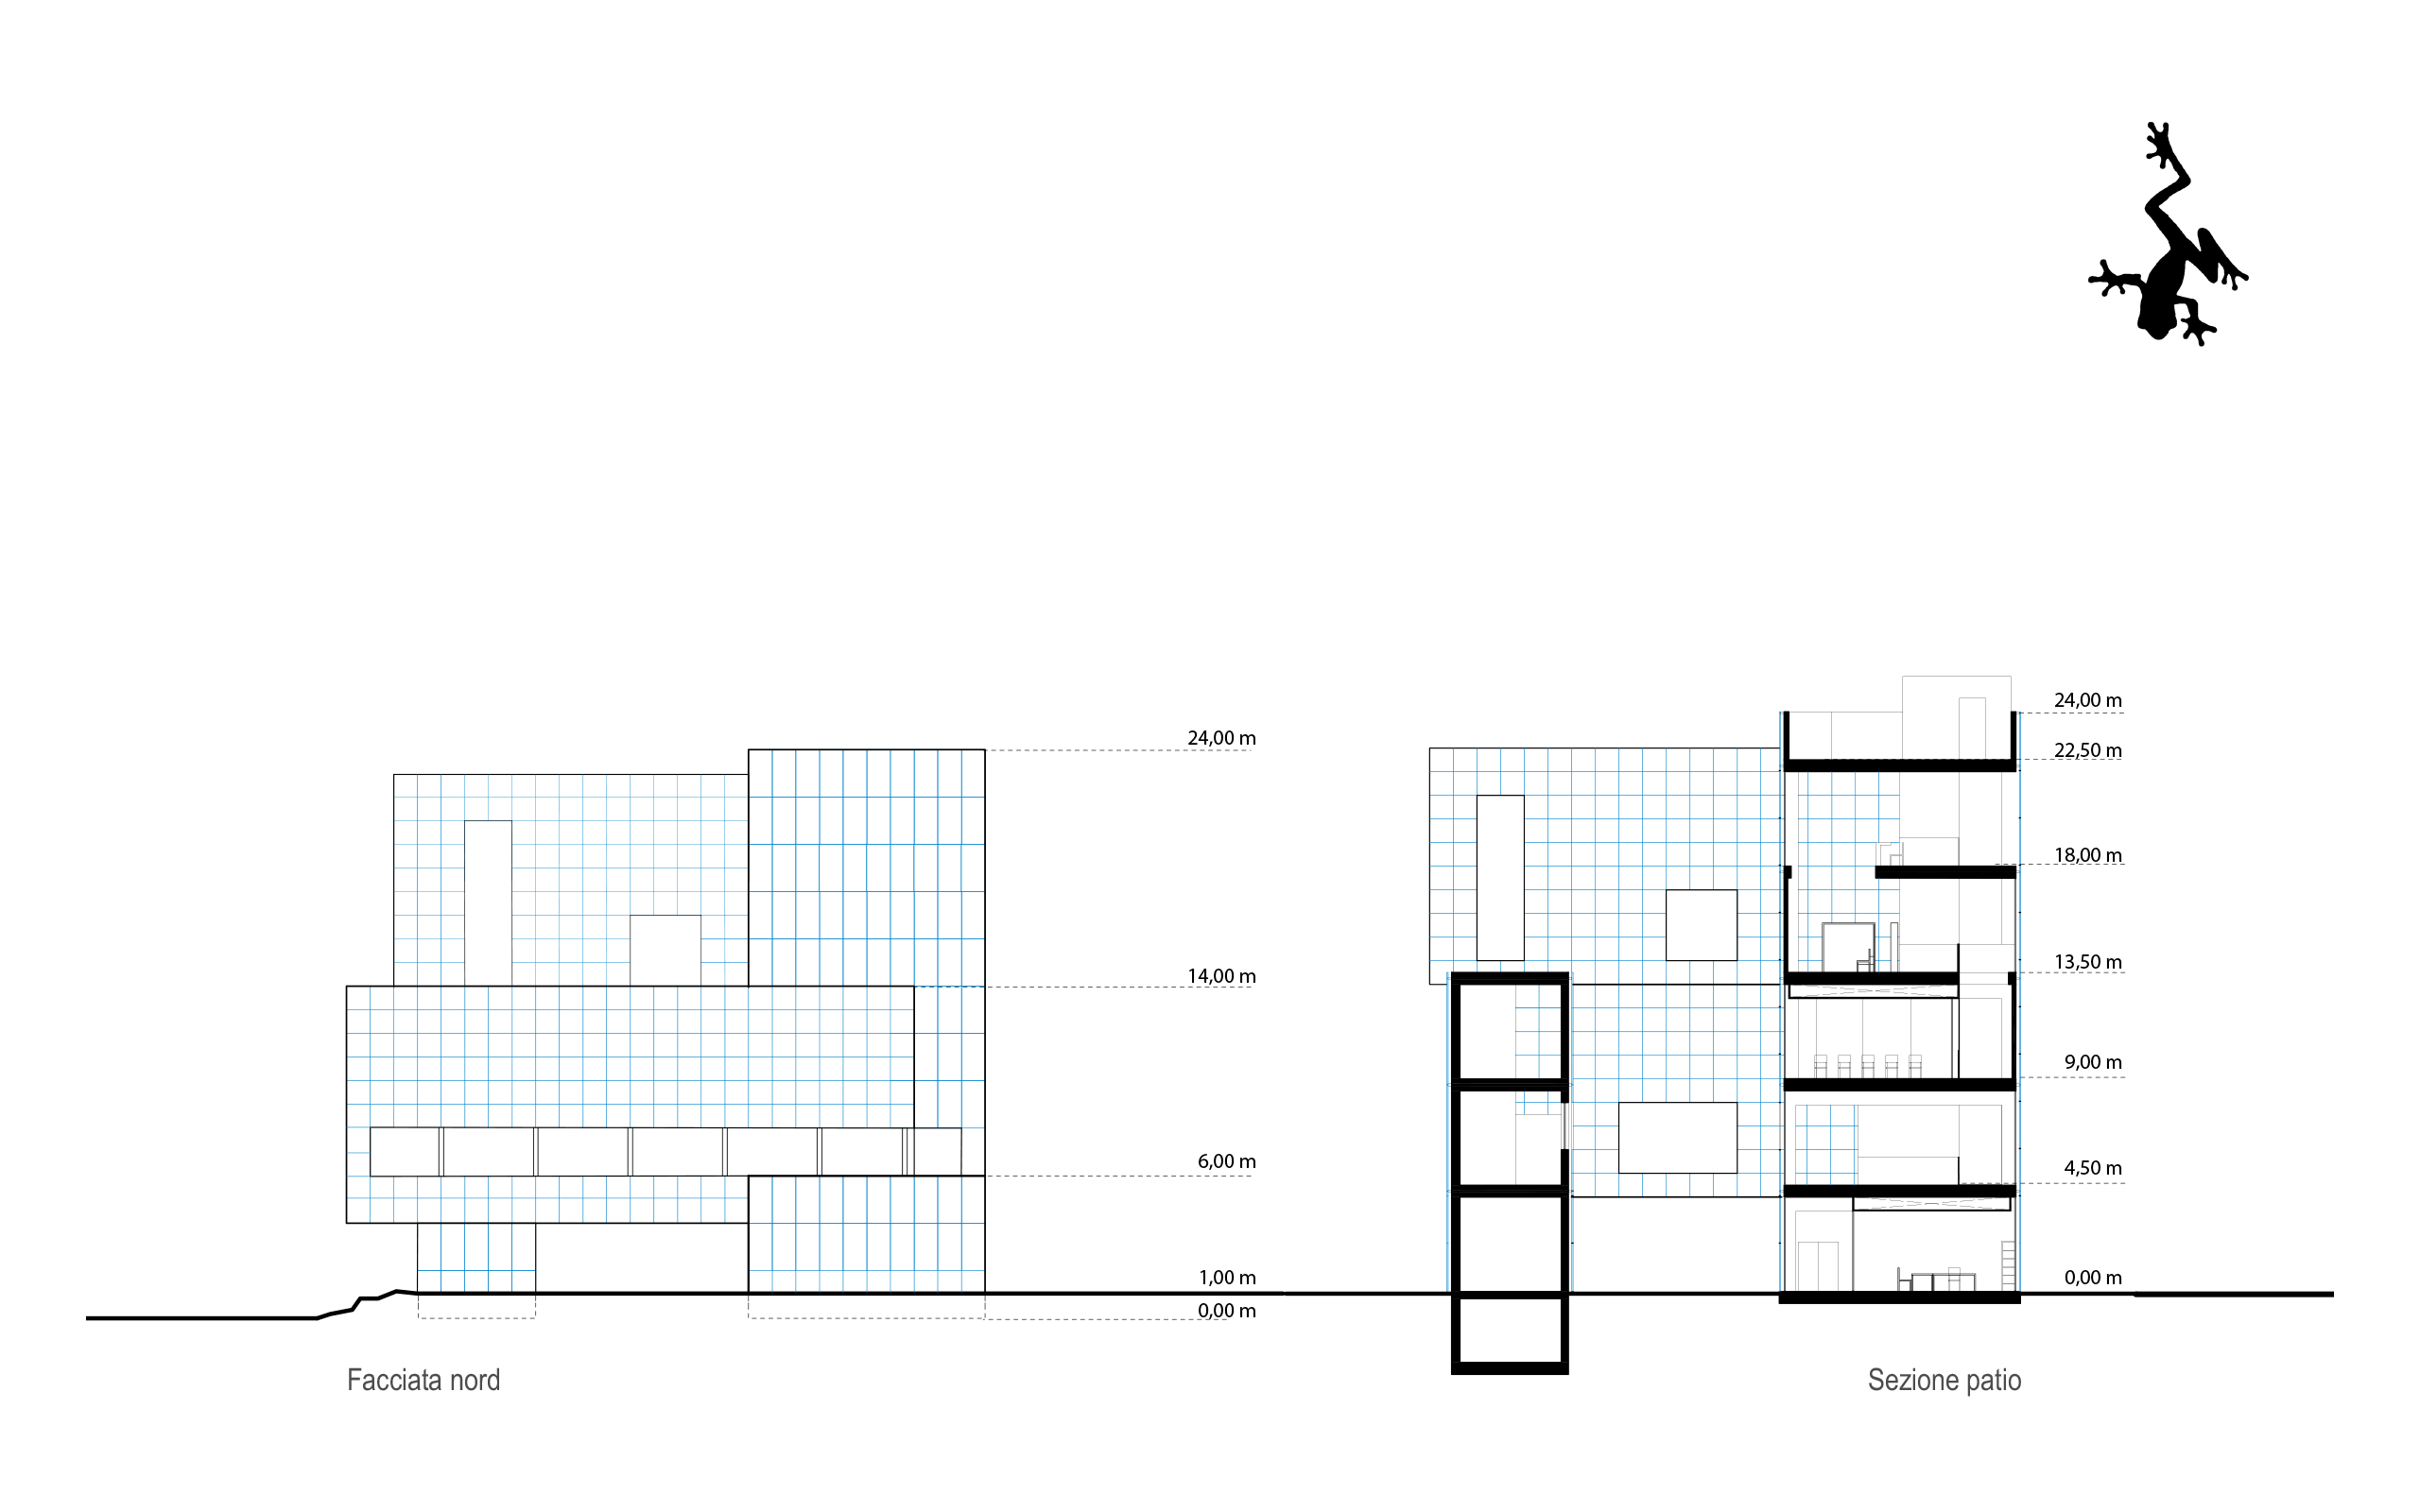 24,00 m
14,00 m
6,00 m
1,00 m
0,00 m
Facciata nord
24,00 m
22,50 m
18,00 m
13,50 m
9,00 m
4,50 m
0,00 m
Sezione patio